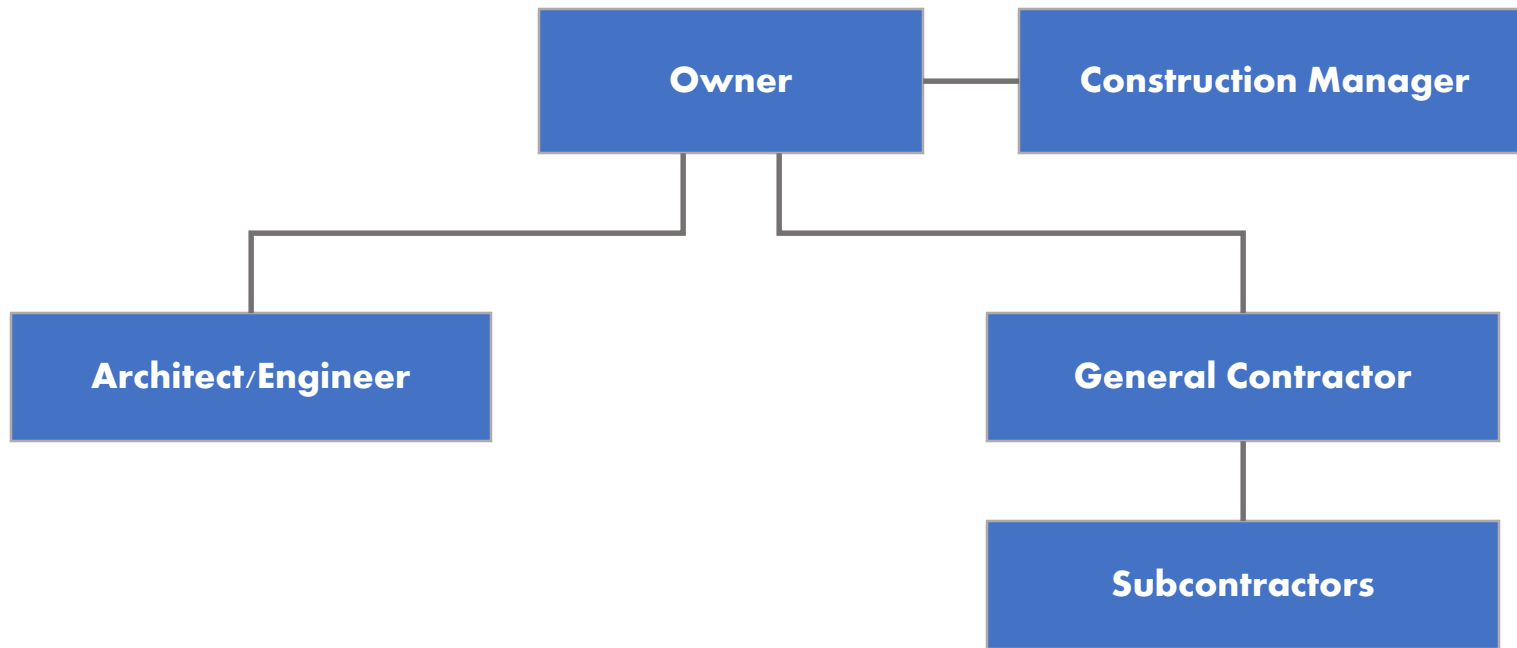 Owner
Construction Manager
Architect/Engineer
General Contractor
Subcontractors